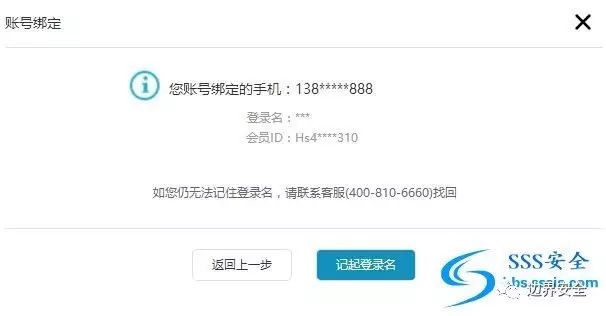 账号绑定
您账号绑定的手机：138*****888
登录名：***
会员ID：Hs4****310
如您仍无法记住登录名，请联系客服(400-810-6660)找回
返回上一步
记起登录名
SSS安全
边界安全